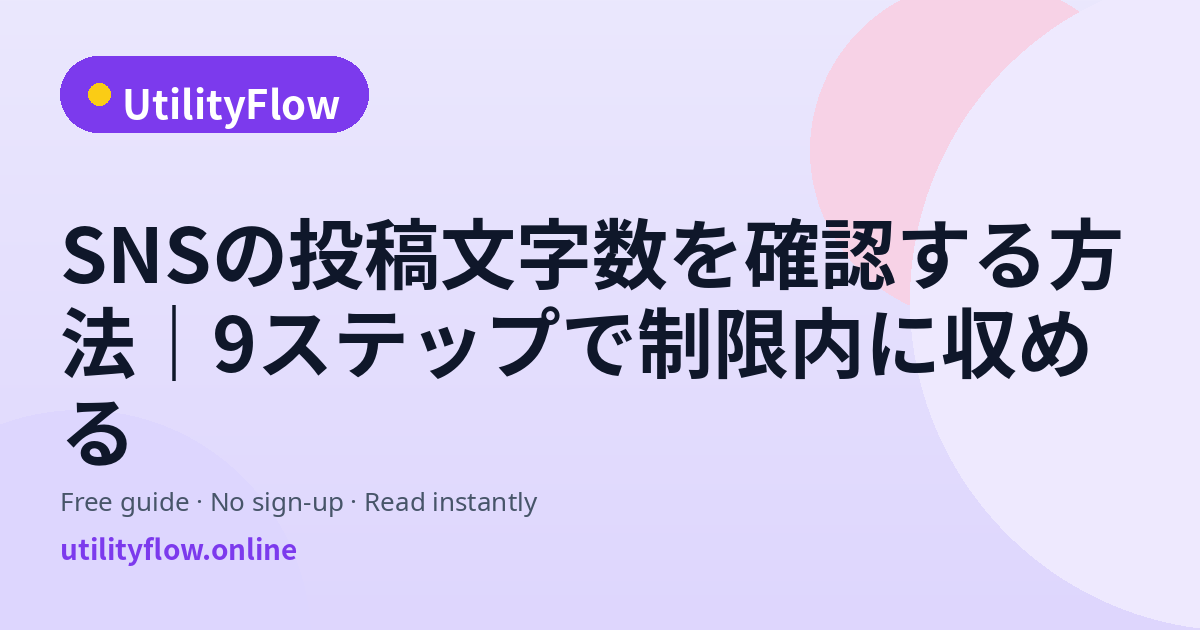 UtilityFlow
SNSの投稿文字数を確認する方
法｜9ステップで制限内に収め
る
Free guide · No sign-up · Read instantly
utilityflow.online